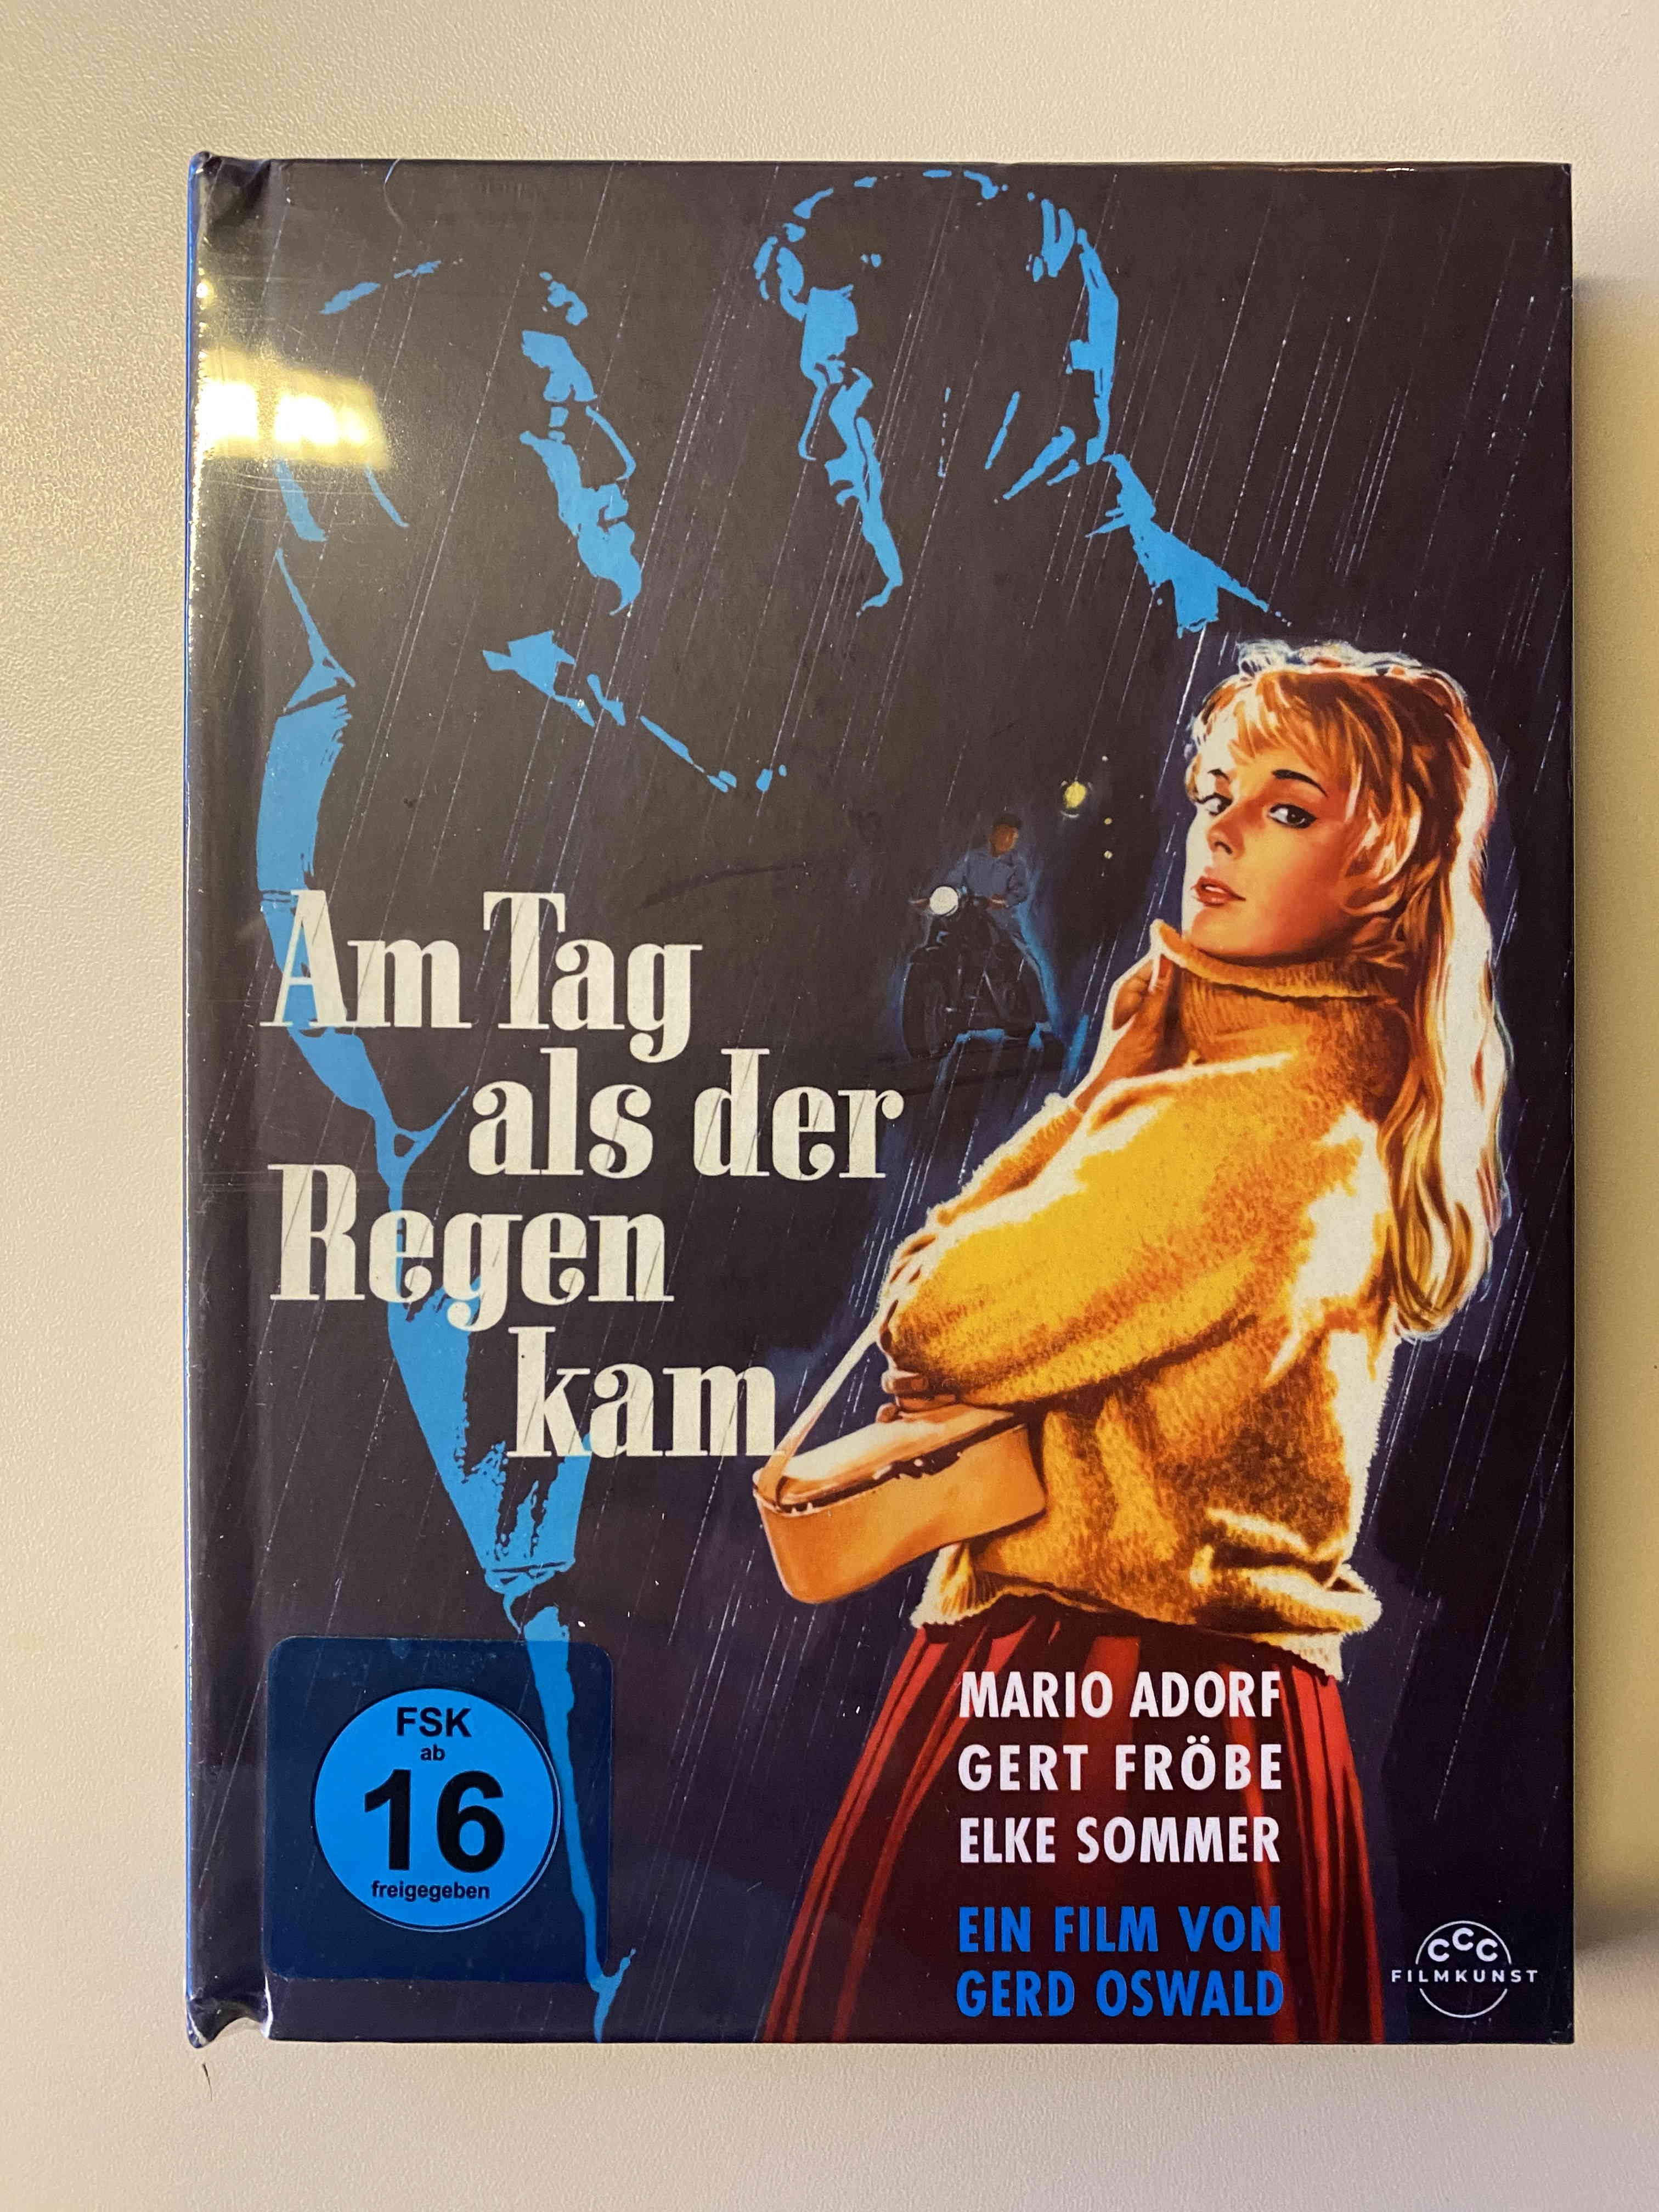 Am Tag
als der
Regen
kam
FSK
ab
16
freigegeben
MARIO ADORF
GERT FRÖBE
ELKE SOMMER
EIN FILM VON
GERD OSWALD
CCC
FILMKUNST